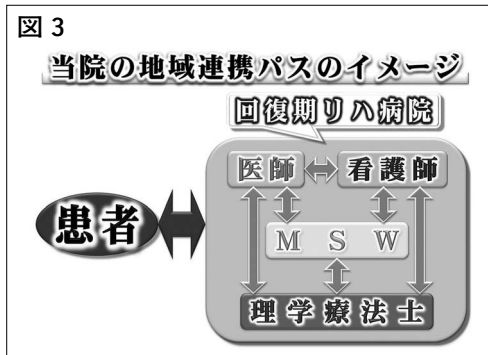 図 3
当院の地域連携パスのイメージ
回復期リハ病院
医師 看護師
患者
M S W
理学療法士